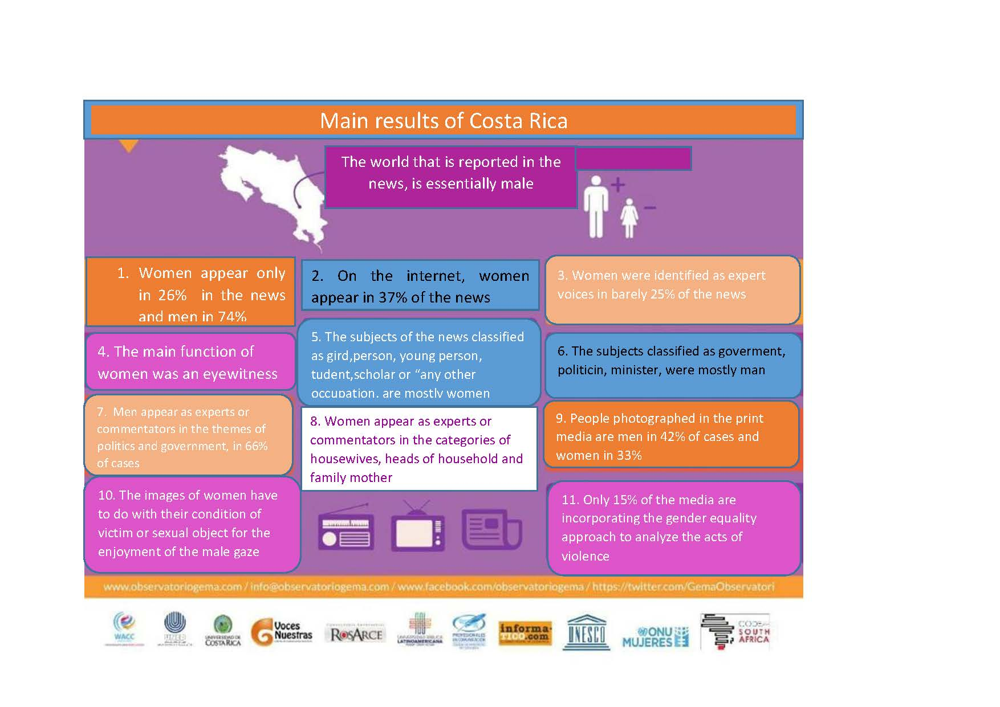 Main results of Costa Rica
The world that is reported in the
news, is essentially male
1. Women appear only
in 26% in the news
and men in 74%
2. On the internet, women
appear in 37% of the news
3. Women were identified as expert
voices in barely 25% of the news
4. The main function of
women was an eyewitness
5. The subjects of the news classified
as gird,person, young person,
tudent,scholar or “any other
occupation. are mostly women
6. The subjects classified as goverment,
politicin, minister, were mostly man
7. Men appear as experts or
commentators in the themes of
politics and government, in 66%
of cases
8. Women appear as experts or
commentators in the categories of
housewives, heads of household and
family mother
9. People photographed in the print
media are men in 42% of cases and
women in 33%
10. The images of women have
to do with their condition of
victim or sexual object for the
enjoyment of the male gaze
11. Only 15% of the media are
incorporating the gender equality
approach to analyze the acts of
violence
www.observatoriogema.com / info@observatoriogema.com / www.facebook.com/observatoriogema / https://twitter.com/GemaObservatori
WACC
UNIVERSIDAD DE
COSTA RICA
Voces
Nuestras
ROSARCE
UNIVERSIDAD BIBLICA
LATINOAMERICANA
PROFESIONALES
EN COMUNICACIÓN
informa-
TICO.com
UNESCO
ONU
MUJERES
CODE
SOUTH
AFRICA